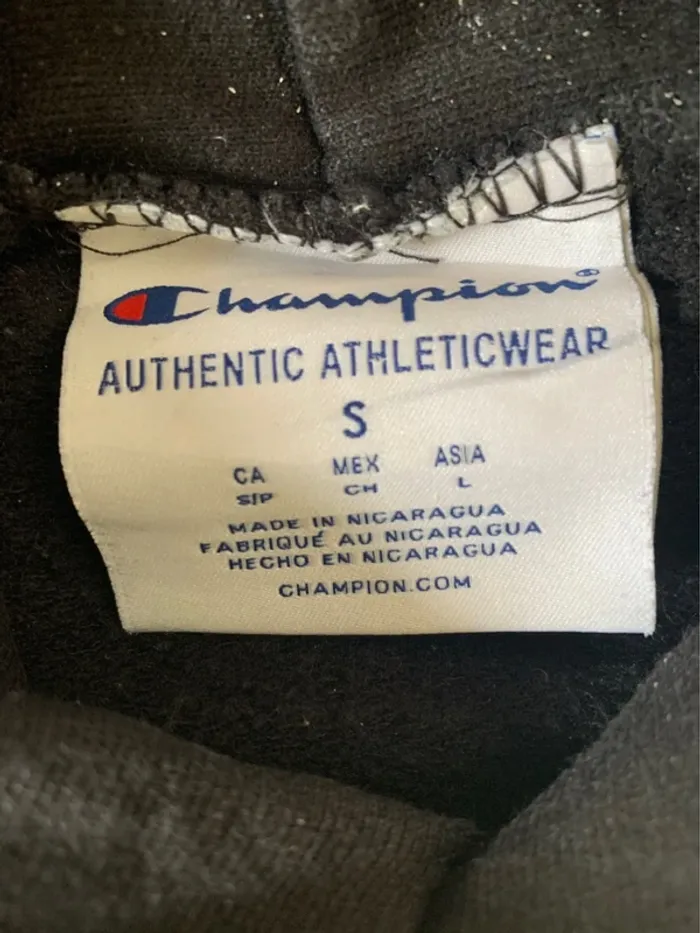 Champion®
AUTHENTIC ATHLETICWEAR
S
CA MEX ASIA
S/P CH L
MADE IN NICARAGUA
FABRIQUÉ AU NICARAGUA
HECHO EN NICARAGUA
CHAMPION.COM